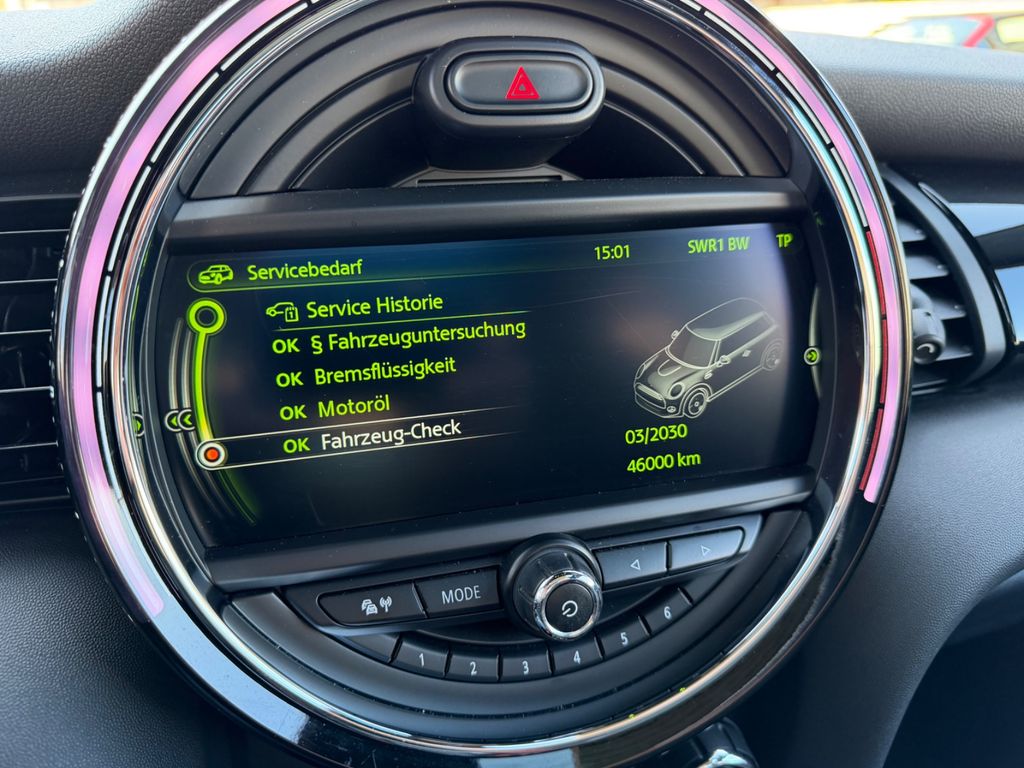 Servicebedarf 15:01 SWR1 BW TP
Service Historie
OK § Fahrzeuguntersuchung
OK Bremsflüssigkeit
OK Motoröl
OK Fahrzeug-Check
03/2030
46000 km
MODE
1 2 3 4 5 6